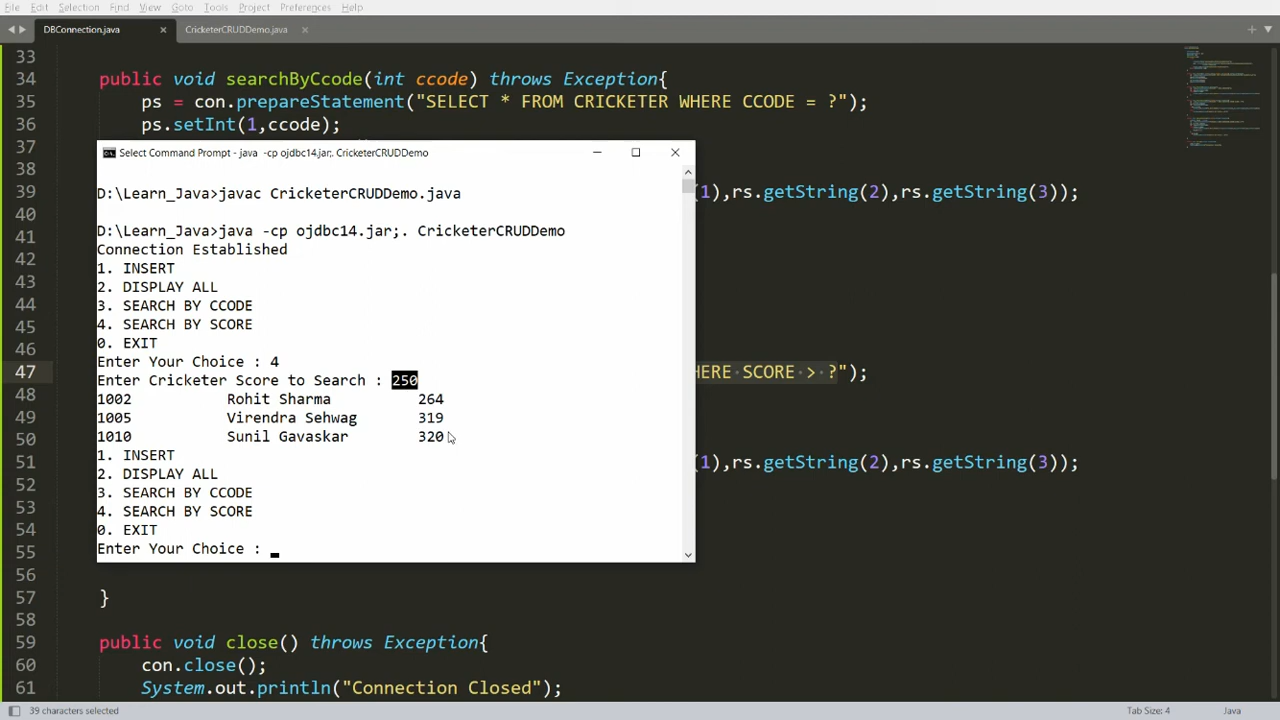 File Edit Selection Find View Goto Tools Project Preferences Help
DBConnection.java × CricketerCRUDDemo.java ×
33
34 public void searchByCcode(int ccode) throws Exception{
35 ps = con.prepareStatement("SELECT FROM CRICKETER WHERE CCODE = ?");
36 ps.setInt(1,ccode);
37
38
39 (1),rs.getString(2),rs.getString(3));
40
41
42
43
44
45
46
47 HERE SCORE > ?");
48
49
50
51 (1),rs.getString(2),rs.getString(3));
52
53
54
55
56
57 }
58
59 public void close() throws Exception{
60 con.close();
61 System.out.println("Connection Closed");
Select Command Prompt - java -cp ojdbc14.jar;. CricketerCRUDDemo
D:\Learn_Java>javac CricketerCRUDDemo.java
D:\Learn_Java>java -cp ojdbc14.jar;. CricketerCRUDDemo
Connection Established
1. INSERT
2. DISPLAY ALL
3. SEARCH BY CCODE
4. SEARCH BY SCORE
0. EXIT
Enter Your Choice : 4
Enter Cricketer Score to Search : 250
1002 Rohit Sharma 264
1005 Virendra Sehwag 319
1010 Sunil Gavaskar 320
1. INSERT
2. DISPLAY ALL
3. SEARCH BY CCODE
4. SEARCH BY SCORE
0. EXIT
Enter Your Choice :
39 characters selected Tab Size: 4 Java